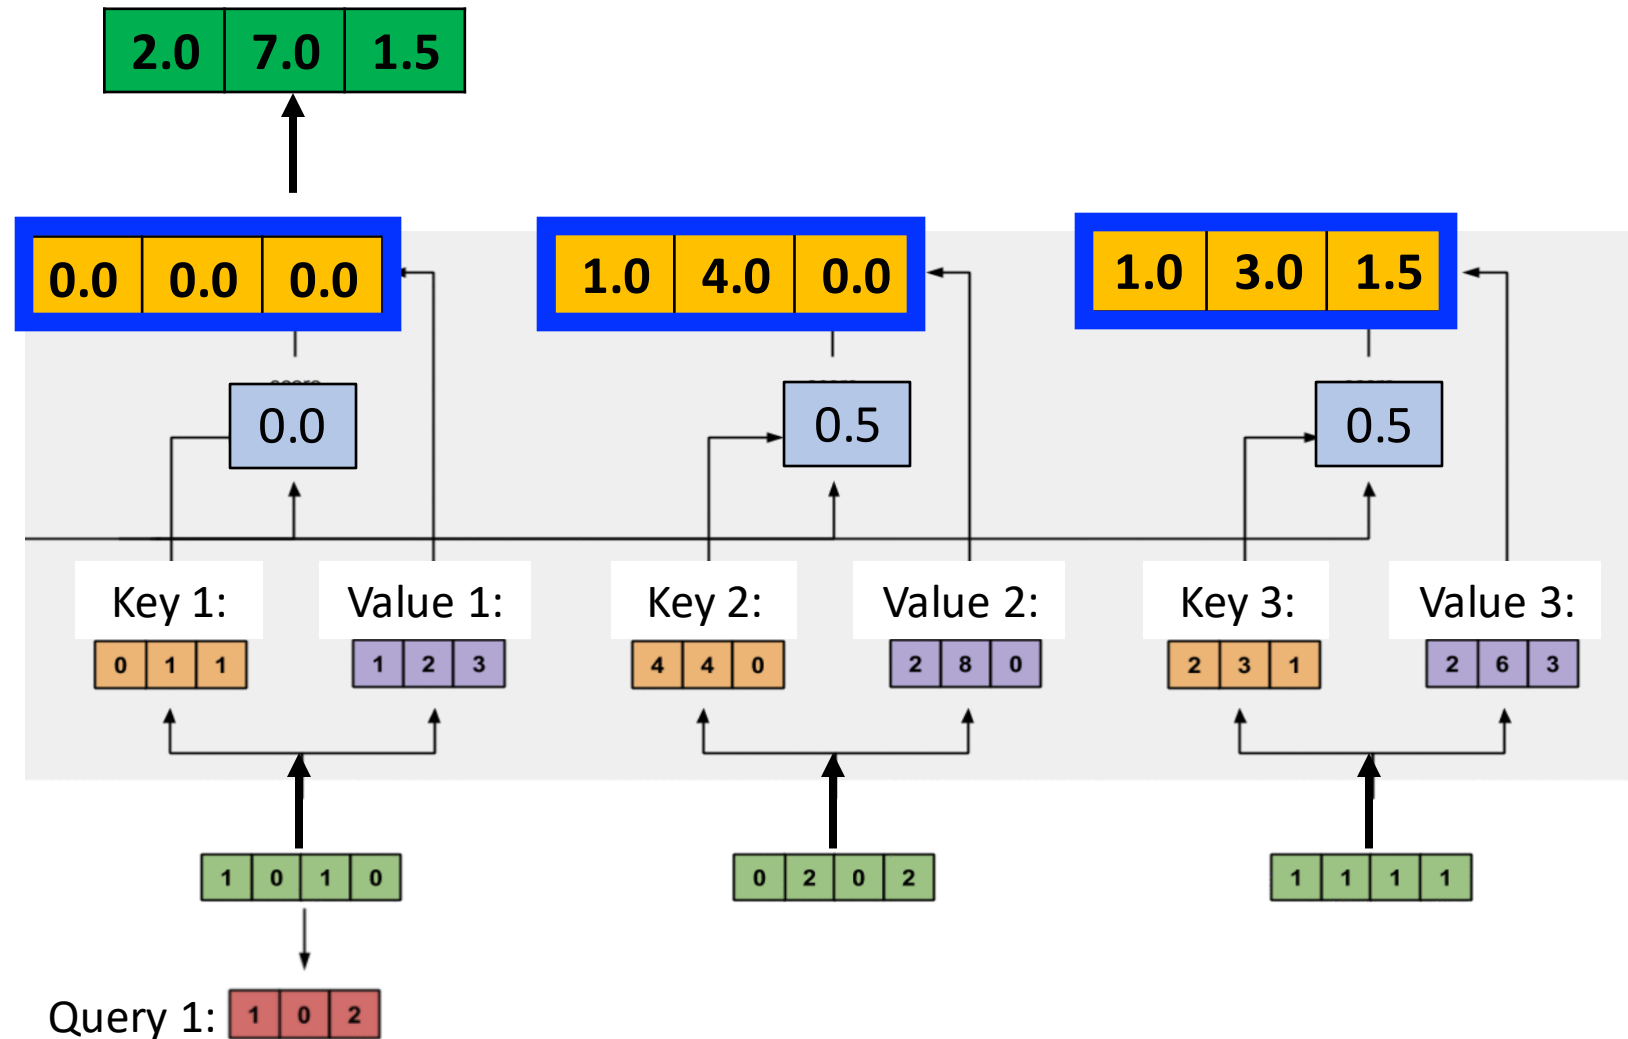 2.0 7.0 1.5
0.0 0.0 0.0 1.0 4.0 0.0 1.0 3.0 1.5
0.0 0.5 0.5
Key 1: Value 1: Key 2: Value 2: Key 3: Value 3:
0 1 1 1 2 3 4 4 0 2 8 0 2 3 1 2 6 3
1 0 1 0 0 2 0 2 1 1 1 1
Query 1: 1 0 2